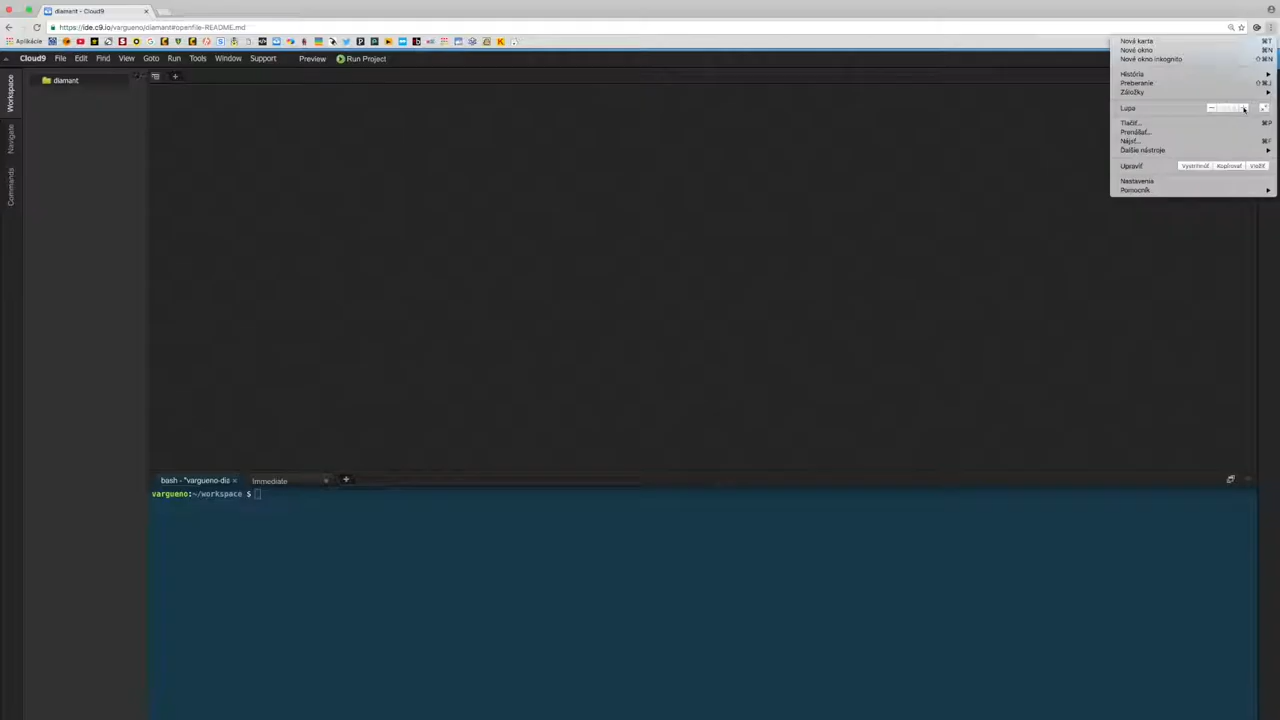 diamant - Cloud9
https://ide.c9.io/vargueno/diamant#openfile-README.md
Aplikácie
Cloud9 File Edit Find View Goto Run Tools Window Support Preview Run Project
Workspace
Navigate
Commands
diamant
Nová karta ⌘T
Nové okno ⌘N
Nové okno inkognito ⇧⌘N
História
Preberanie ⇧⌘J
Záložky
Lupa
Tlačiť... ⌘P
Prenášať...
Nájsť... ⌘F
Ďalšie nástroje
Upraviť Vystrihnúť Kopírovať Vložiť
Nastavenia
Pomocník
bash - "vargueno-dia
Immediate
vargueno:~/workspace $